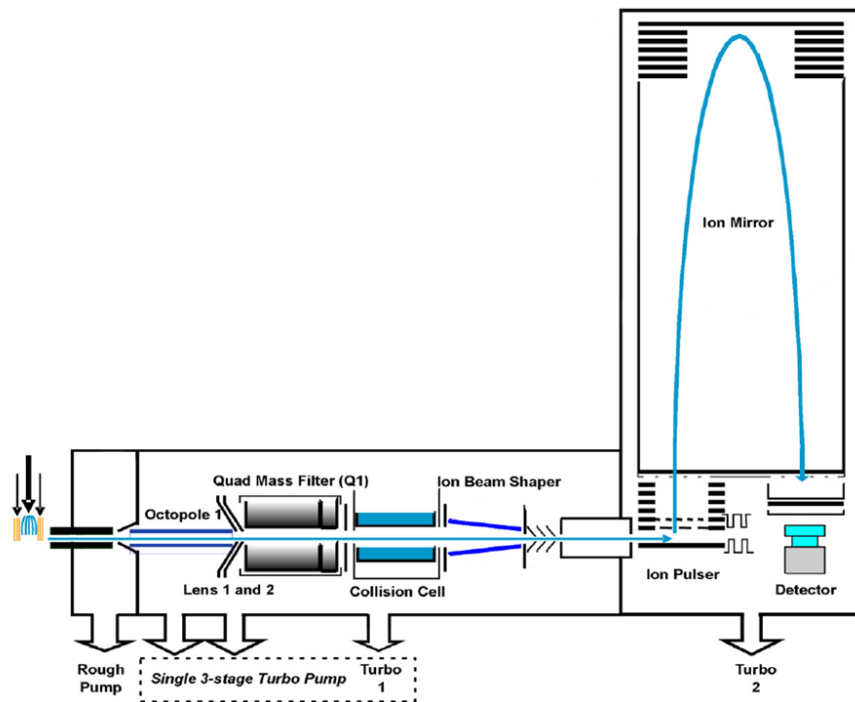 Ion Mirror
Quad Mass Filter (Q1)
Ion Beam Shaper
Octopole 1
Lens 1 and 2
Collision Cell
Ion Pulser
Detector
Rough
Pump
Single 3-stage Turbo Pump
Turbo
1
Turbo
2